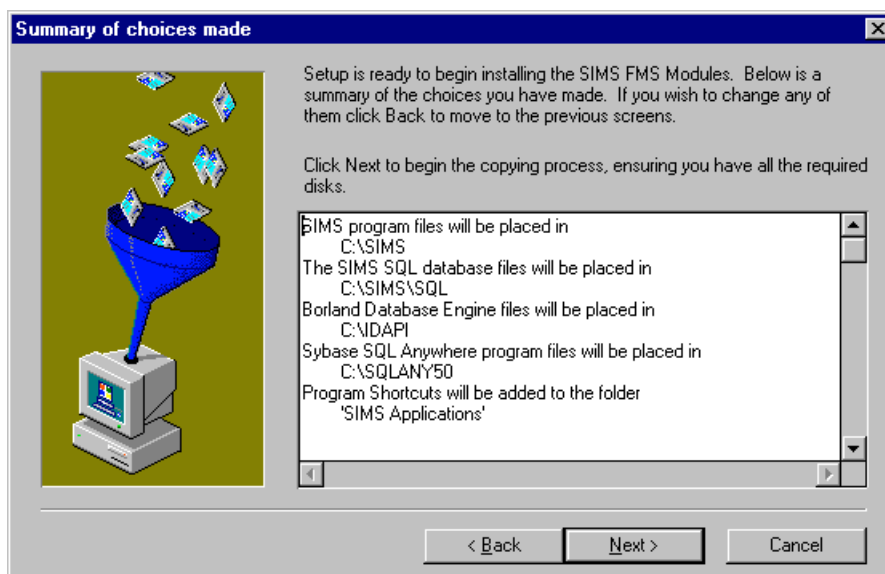 Summary of choices made
Setup is ready to begin installing the SIMS FMS Modules. Below is a
summary of the choices you have made. If you wish to change any of
them click Back to move to the previous screens.
Click Next to begin the copying process, ensuring you have all the required
disks.
SIMS program files will be placed in
C:\SIMS
The SIMS SQL database files will be placed in
C:\SIMS\SQL
Borland Database Engine files will be placed in
C:\IDAPI
Sybase SQL Anywhere program files will be placed in
C:\SQLANY50
Program Shortcuts will be added to the folder
'SIMS Applications'
< Back
Next >
Cancel